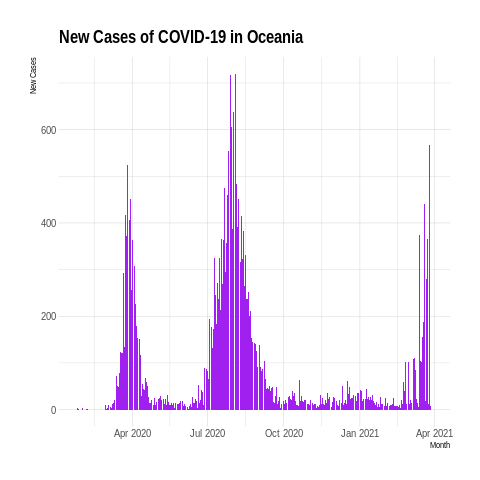 New Cases of COVID-19 in Oceania
New Cases
600
400
200
0
Apr 2020
Jul 2020
Oct 2020
Jan 2021
Apr 2021
Month